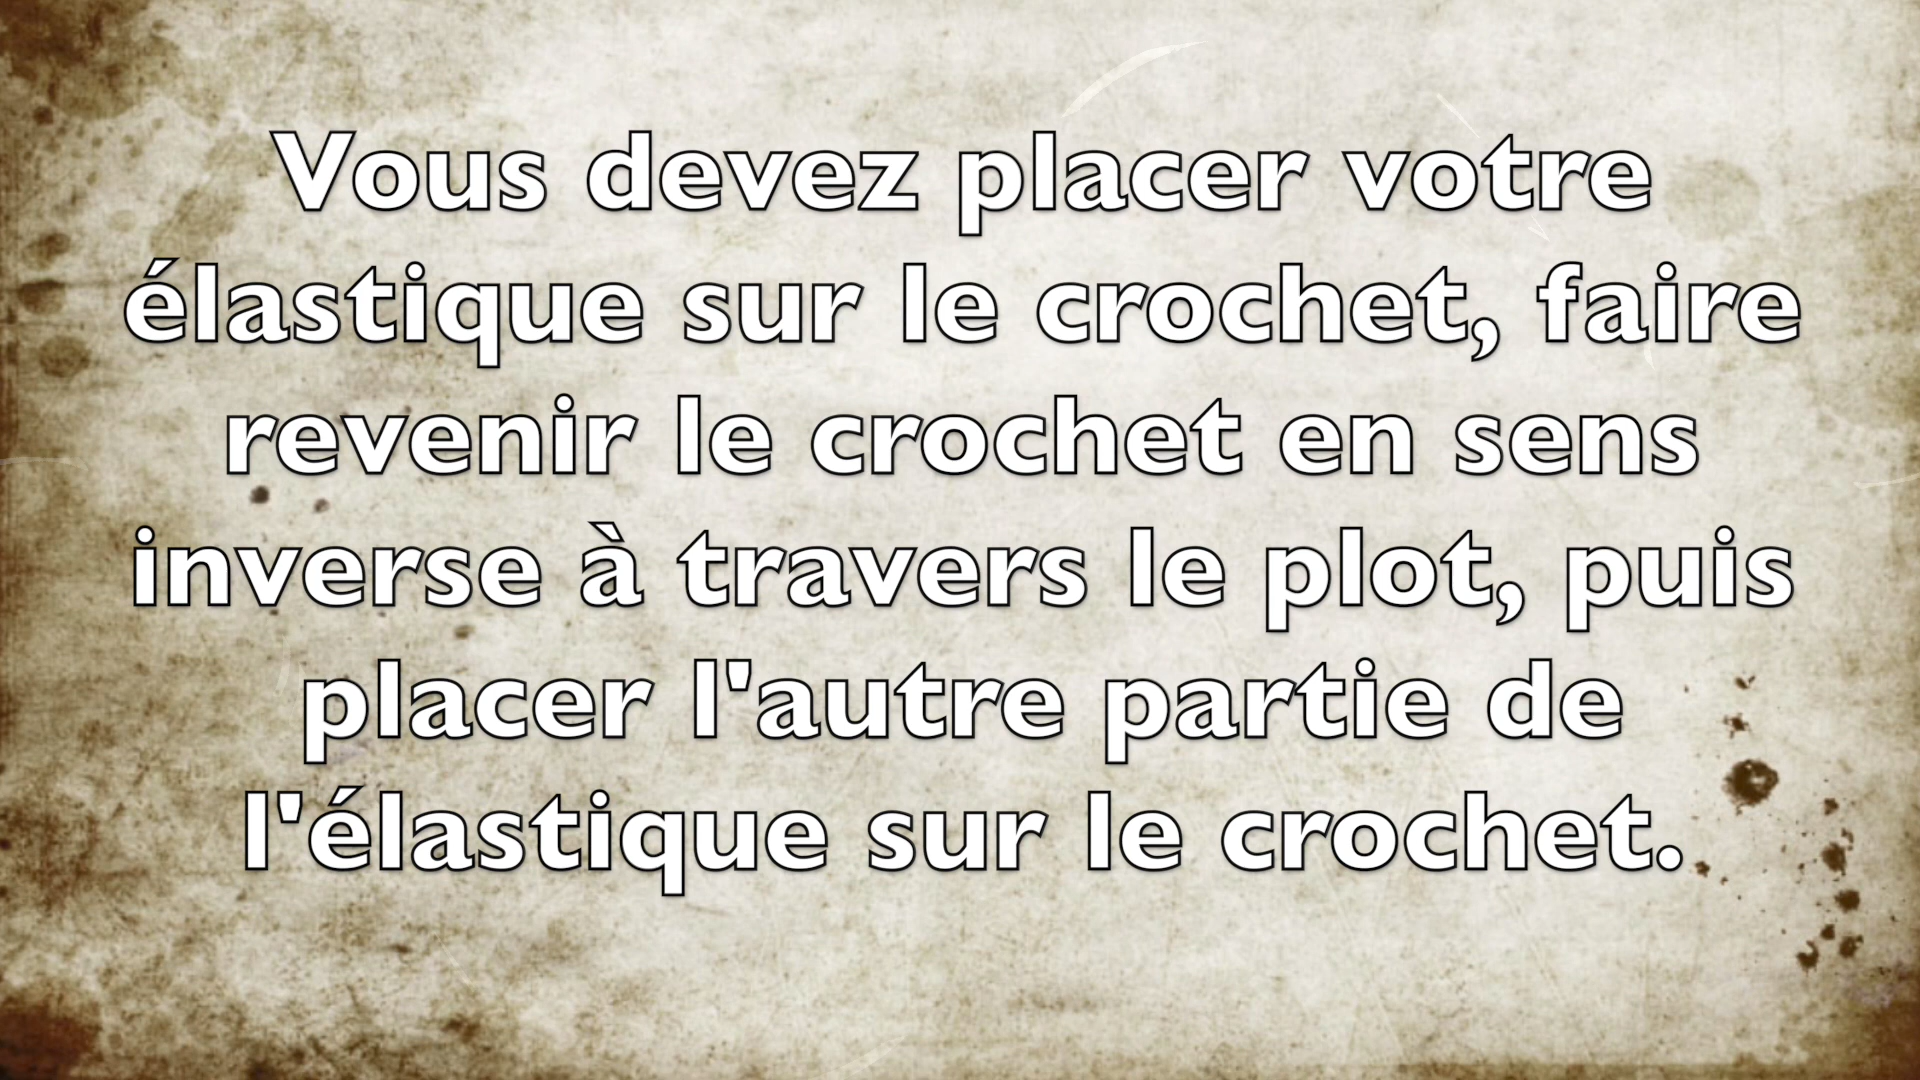 Vous devez placer votre
élastique sur le crochet, faire
revenir le crochet en sens
inverse à travers le plot, puis
placer l'autre partie de
l'élastique sur le crochet.